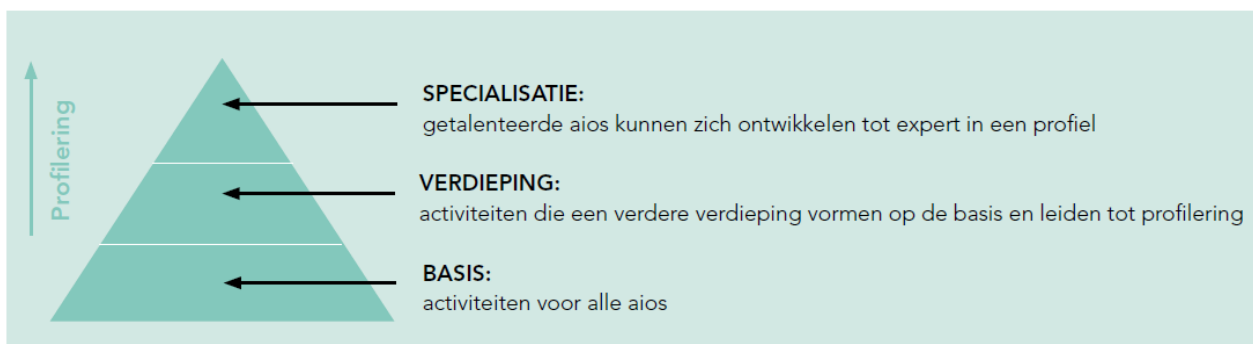 Profilering
SPECIALISATIE:
getalenteerde aios kunnen zich ontwikkelen tot expert in een profiel
VERDIEPING:
activiteiten die een verdere verdieping vormen op de basis en leiden tot profilering
BASIS:
activiteiten voor alle aios